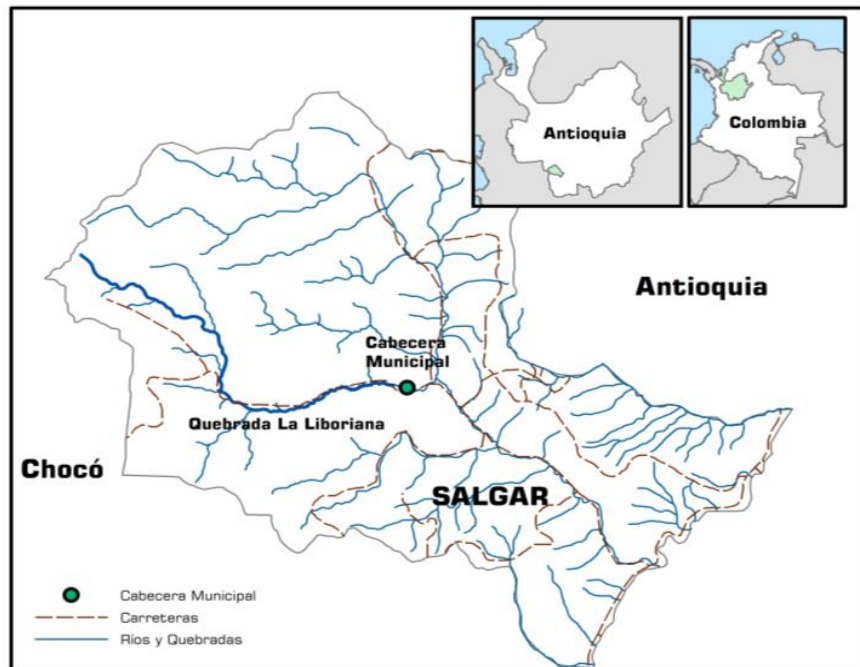 Antioquia
Colombia
Antioquia
Cabecera
Municipal
Quebrada La Liboriana
Chocó
SALGAR
Cabecera Municipal
Carreteras
Ríos y Quebradas